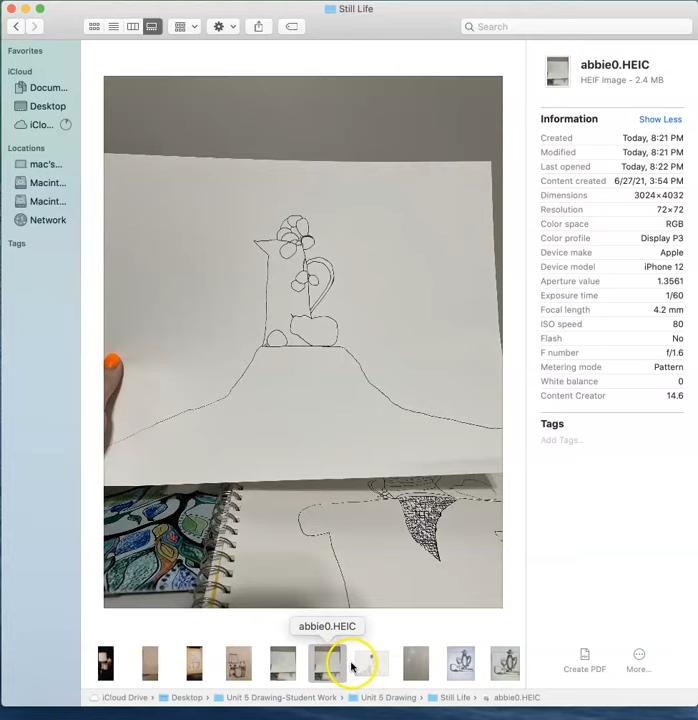 Still Life
Search
Favorites
iCloud
Docum...
Desktop
iClo...
Locations
mac's...
Macint...
Macint...
Network
Tags
abbie0.HEIC
HEIF Image - 2.4 MB
Information Show Less
Created Today, 8:21 PM
Modified Today, 8:21 PM
Last opened Today, 8:22 PM
Content created 6/27/21, 3:54 PM
Dimensions 3024×4032
Resolution 72×72
Color space RGB
Color profile Display P3
Device make Apple
Device model iPhone 12
Aperture value 1.3561
Exposure time 1/60
Focal length 4.2 mm
ISO speed 80
Flash No
F number f/1.6
Metering mode Pattern
White balance 0
Content Creator 14.6
Tags
Add Tags...
abbie0.HEIC
Create PDF More...
iCloud Drive › Desktop › Unit 5 Drawing-Student Work › Unit 5 Drawing › Still Life › abbie0.HEIC